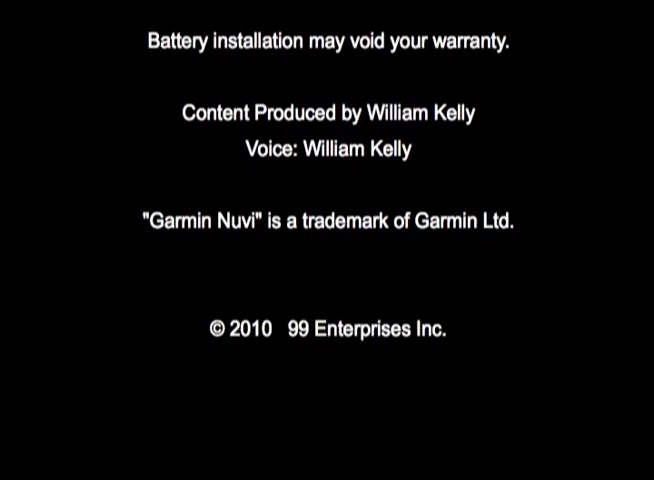 Battery installation may void your warranty.
Content Produced by William Kelly
Voice: William Kelly
"Garmin Nuvi" is a trademark of Garmin Ltd.
© 2010 99 Enterprises Inc.